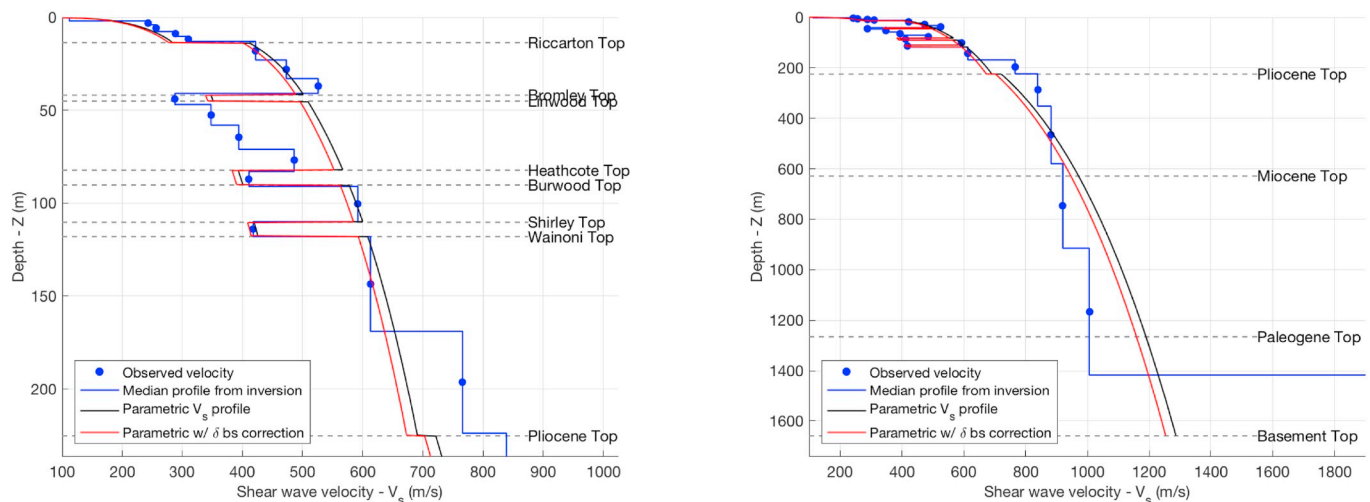 0
50
100
150
200
Depth - Z (m)
Riccarton Top
Bromley Top
Linwood Top
Heathcote Top
Burwood Top
Shirley Top
Wainoni Top
Pliocene Top
Observed velocity
Median profile from inversion
Parametric Vs profile
Parametric w/ δ bs correction
100 200 300 400 500 600 700 800 900 1000
Shear wave velocity - Vs (m/s)
0
200
400
600
800
1000
1200
1400
1600
Depth - Z (m)
Pliocene Top
Miocene Top
Paleogene Top
Basement Top
Observed velocity
Median profile from inversion
Parametric Vs profile
Parametric w/ δ bs correction
200 400 600 800 1000 1200 1400 1600 1800
Shear wave velocity - Vs (m/s)